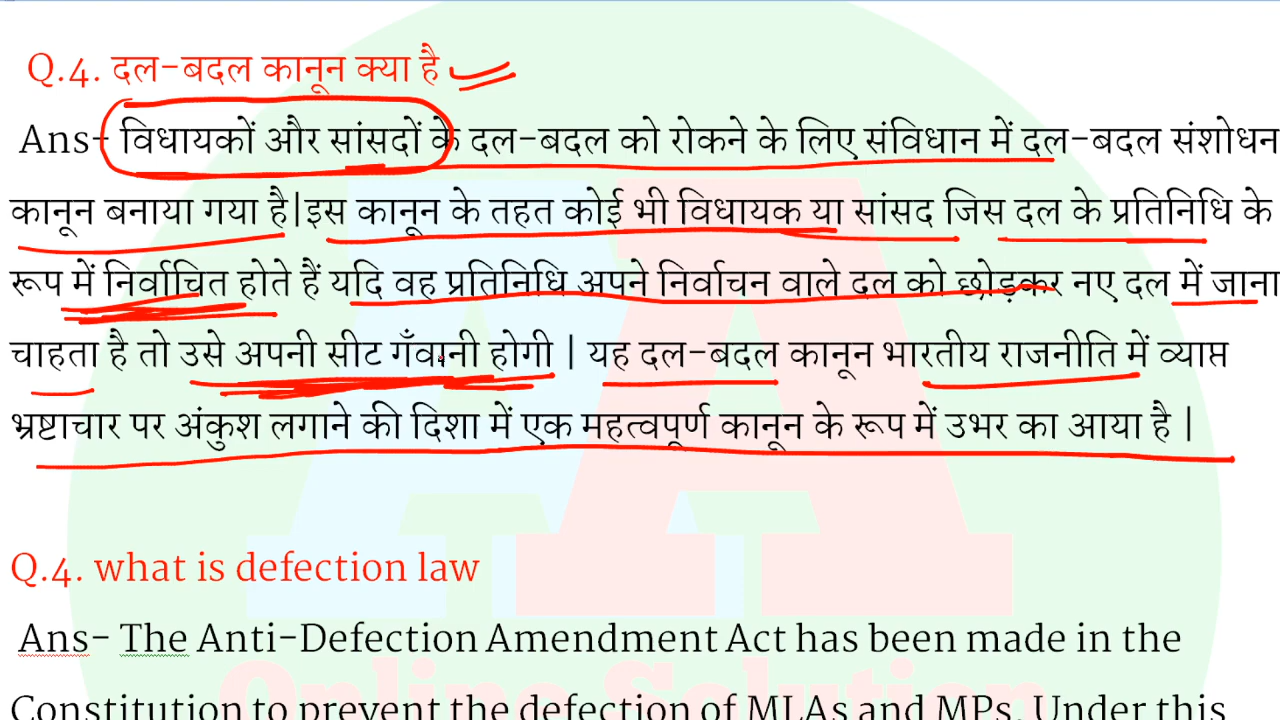 Q.4. दल-बदल कानून क्या है
Ans- विधायकों और सांसदों के दल-बदल को रोकने के लिए संविधान में दल-बदल संशोधन
कानून बनाया गया है|इस कानून के तहत कोई भी विधायक या सांसद जिस दल के प्रतिनिधि के
रूप में निर्वाचित होते हैं यदि वह प्रतिनिधि अपने निर्वाचन वाले दल को छोड़कर नए दल में जाना
चाहता है तो उसे अपनी सीट गँवानी होगी | यह दल-बदल कानून भारतीय राजनीति में व्याप्त
भ्रष्टाचार पर अंकुश लगाने की दिशा में एक महत्वपूर्ण कानून के रूप में उभर का आया है |
Q.4. what is defection law
Ans- The Anti-Defection Amendment Act has been made in the
Constitution to prevent the defection of MLAs and MPs. Under this
Online Solution